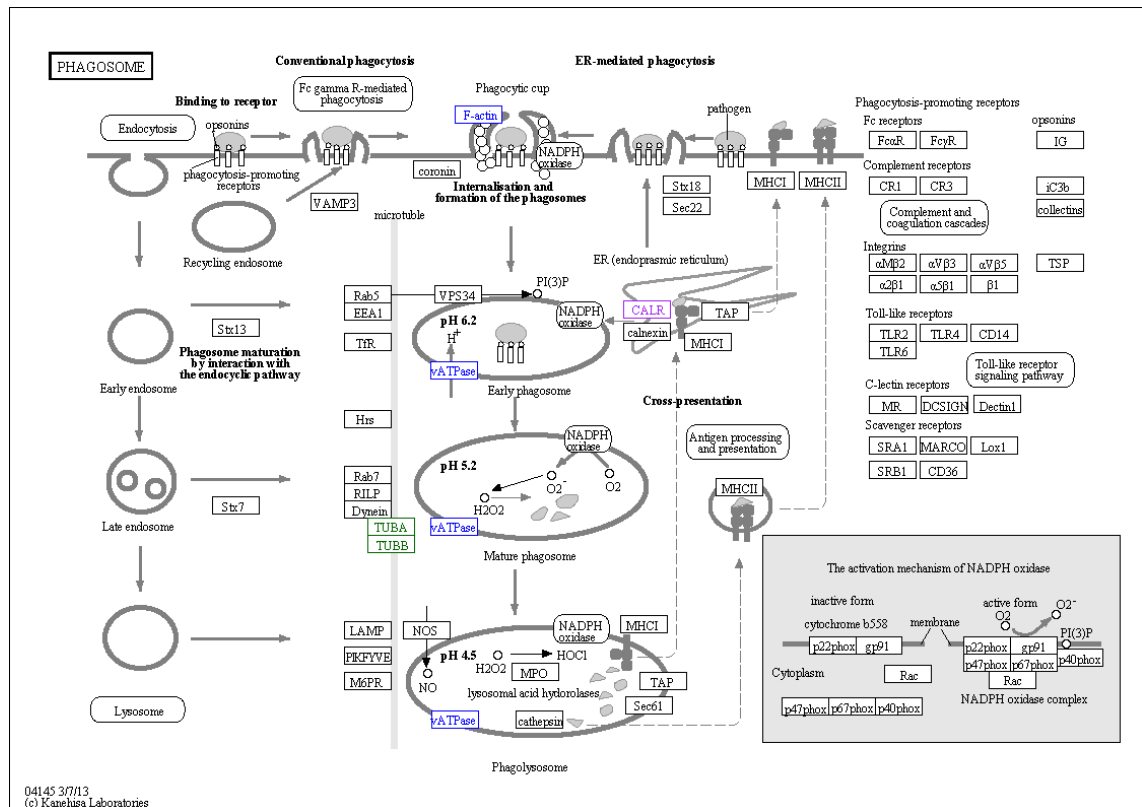 PHAGOSOME
Conventional phagocytosis
ER-mediated phagocytosis
Fc gamma R-mediated
phagocytosis
Phagocytic cup
Binding to receptor
Endocytosis
opsonins
F-actin
pathogen
NADPH
oxidase
phagocytosis-promoting
receptors
coronin
Internalisation and
formation of the phagosomes
Stx18
Sec22
MHCI
MHCII
VAMP3
microtuble
Recycling endosome
ER (endoprasmic reticulum)
PI(3)P
Rab5
EEA1
VPS34
NADPH
oxidase
CALR
calnexin
TAP
MHCI
pH 6.2
H+
Stx13
TfR
Phagosome maturation
by interaction with
the endocyclic pathway
vATPase
Early endosome
Early phagosome
Cross-presentation
Hrs
Antigen processing
and presentation
NADPH
oxidase
pH 5.2
O2-
O2
H2O2
Rab7
RILP
Dynein
TUBA
TUBB
vATPase
Stx7
MHCII
Late endosome
Mature phagosome
LAMP
NOS
NADPH
oxidase
MHCI
PIKFYVE
pH 4.5
H2O2
HOCl
MPO
M6PR
NO
lysosomal acid hydorolases
TAP
Sec61
vATPase
cathepsin
Lysosome
Phagolysosome
Phagocytosis-promoting receptors
Fc receptors
opsonins
FcαR
FcγR
IG
Complement receptors
CR1
CR3
iC3b
Complement and
coagulation cascades
collectins
Integrins
αMβ2
αVβ3
αVβ5
TSP
α2β1
α5β1
β1
Toll-like receptors
TLR2
TLR4
CD14
TLR6
Toll-like receptor
signaling pathway
C-lectin receptors
MR
DCSIGN
Dectin1
Scavenger receptors
SRA1
MARCO
Lox1
SRB1
CD36
The activation mechanism of NADPH oxidase
inactive form
active form
O2
O2-
cytochrome b558
membrane
PI(3)P
p22phox
gp91
p22phox
gp91
p47phox
p67phox
p40phox
Cytoplasm
Rac
Rac
NADPH oxidase complex
p47phox
p67phox
p40phox
04145 3/7/13
(c) Kanehisa Laboratories